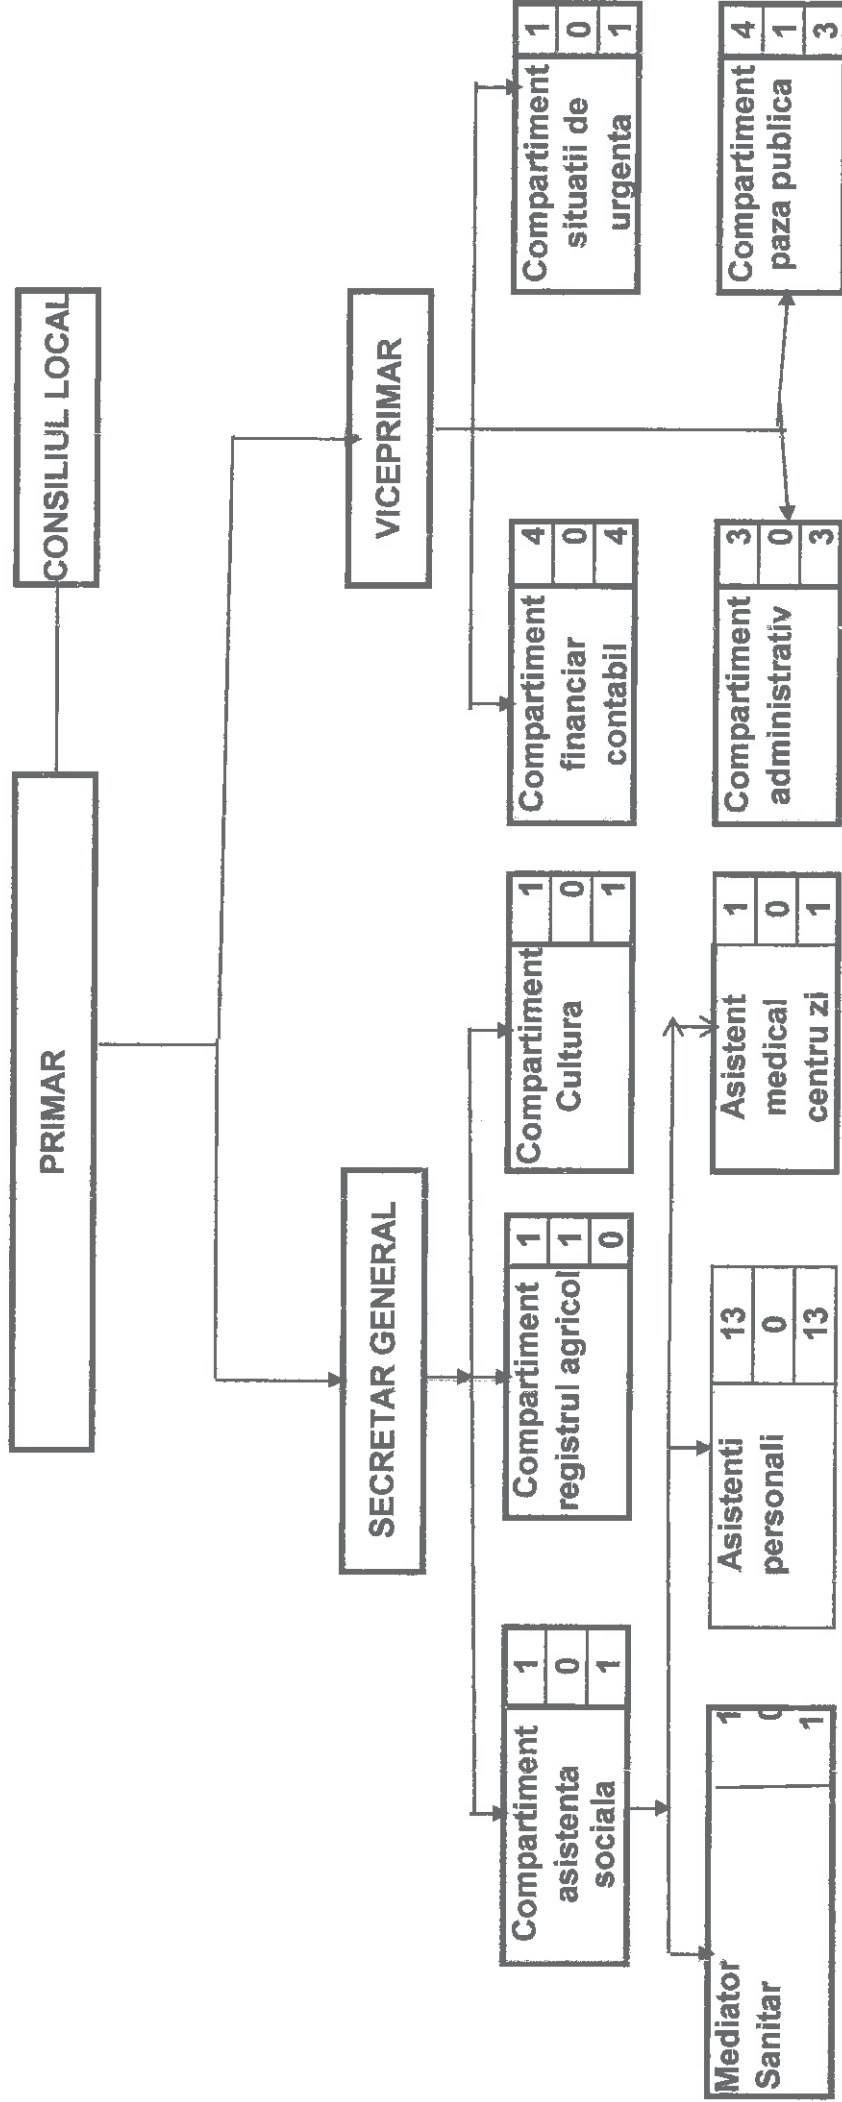 PRIMAR
CONSILIUL LOCAL
SECRETAR GENERAL
VICEPRIMAR
Compartiment
asistenta
sociala
1
0
1
Compartiment
registrul agricol
1
1
0
Compartiment
Cultura
1
0
1
Compartiment
financiar
contabil
4
0
4
Compartiment
situatii de
urgenta
1
0
1
Mediator
Sanitar
1
0
1
Asistenti
personali
13
0
13
Asistent
medical
centru zi
1
0
1
Compartiment
administrativ
3
0
3
Compartiment
paza publica
4
1
3